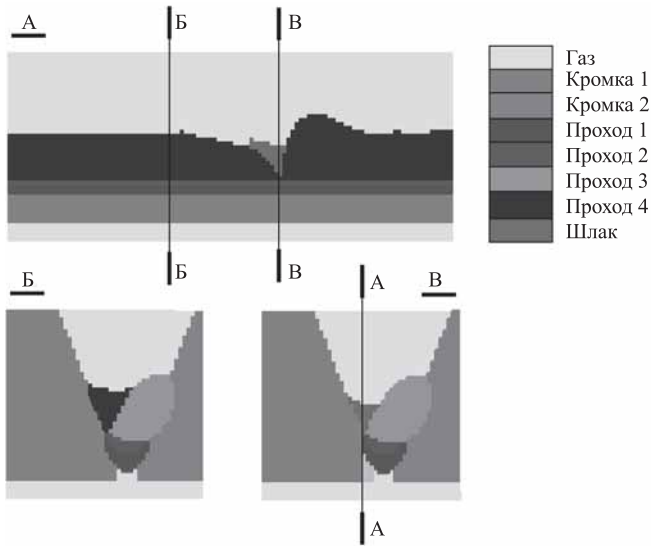 А
Б
В
Газ
Кромка 1
Кромка 2
Проход 1
Проход 2
Проход 3
Проход 4
Шлак
Б
В
Б
А
В
А